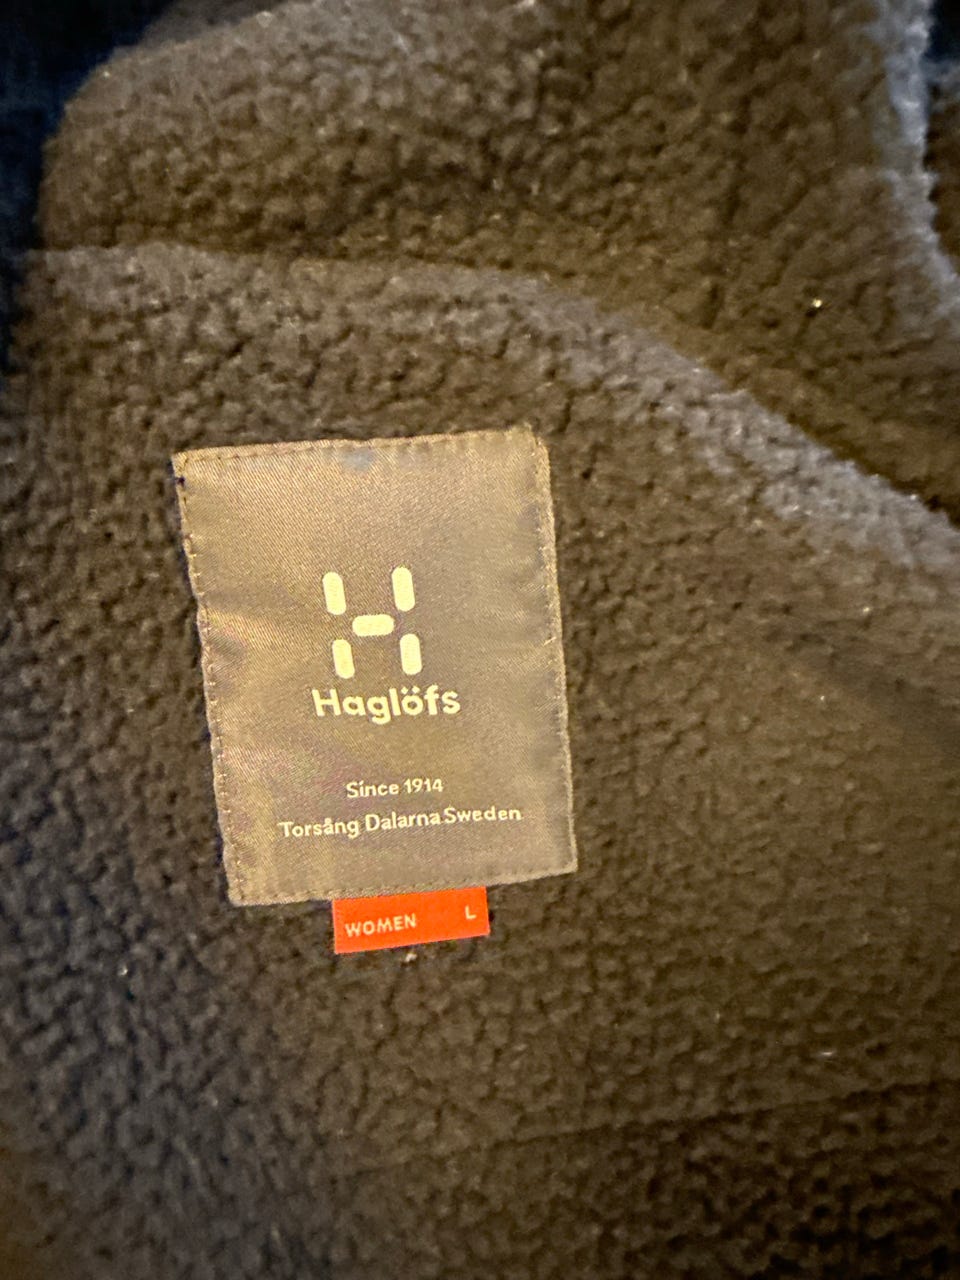 Haglöfs
Since 1914
Torsång Dalarna Sweden
WOMEN L